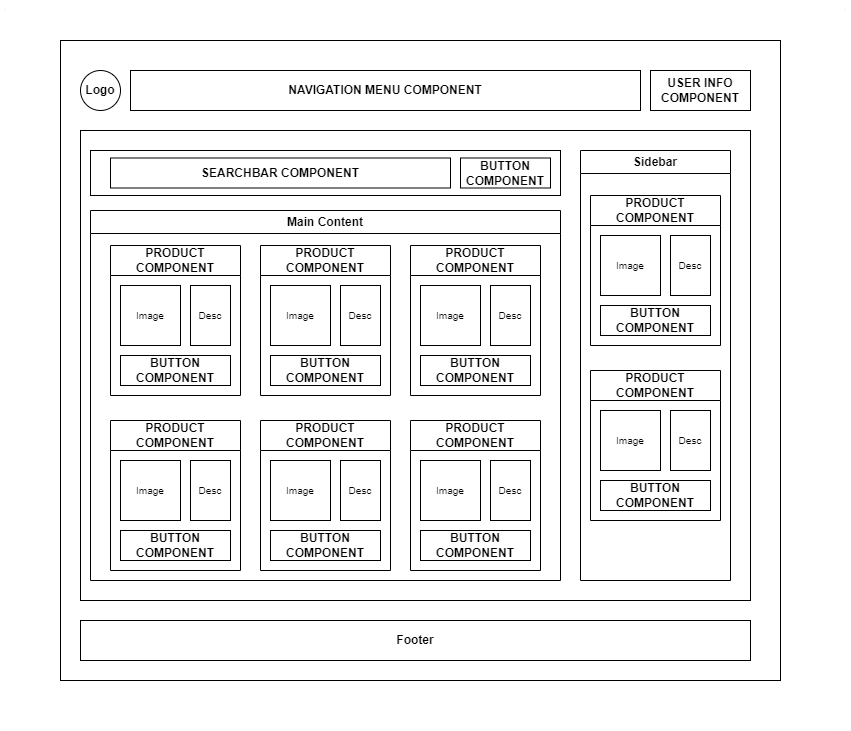 Logo
NAVIGATION MENU COMPONENT
USER INFO
COMPONENT
SEARCHBAR COMPONENT
BUTTON
COMPONENT
Main Content
PRODUCT
COMPONENT
Image
Desc
BUTTON
COMPONENT
PRODUCT
COMPONENT
Image
Desc
BUTTON
COMPONENT
PRODUCT
COMPONENT
Image
Desc
BUTTON
COMPONENT
PRODUCT
COMPONENT
Image
Desc
BUTTON
COMPONENT
PRODUCT
COMPONENT
Image
Desc
BUTTON
COMPONENT
PRODUCT
COMPONENT
Image
Desc
BUTTON
COMPONENT
Sidebar
PRODUCT
COMPONENT
Image
Desc
BUTTON
COMPONENT
PRODUCT
COMPONENT
Image
Desc
BUTTON
COMPONENT
Footer